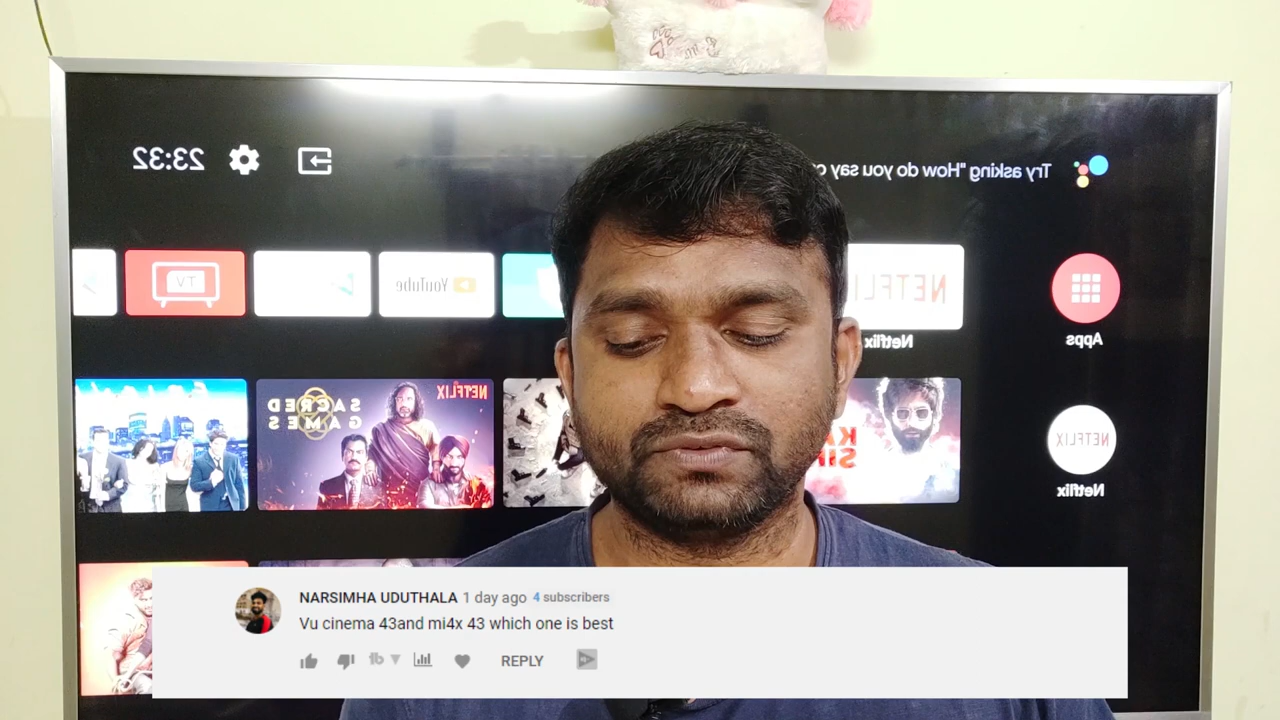 23:32
Try asking "How do you say
TV
YouTube
NETFLIX
Netflix
Apps
SACRED
GAMES
NETFLIX
NETFLIX
Netflix
NARSIMHA UDUTHALA 1 day ago 4 subscribers
Vu cinema 43and mi4x 43 which one is best
REPLY